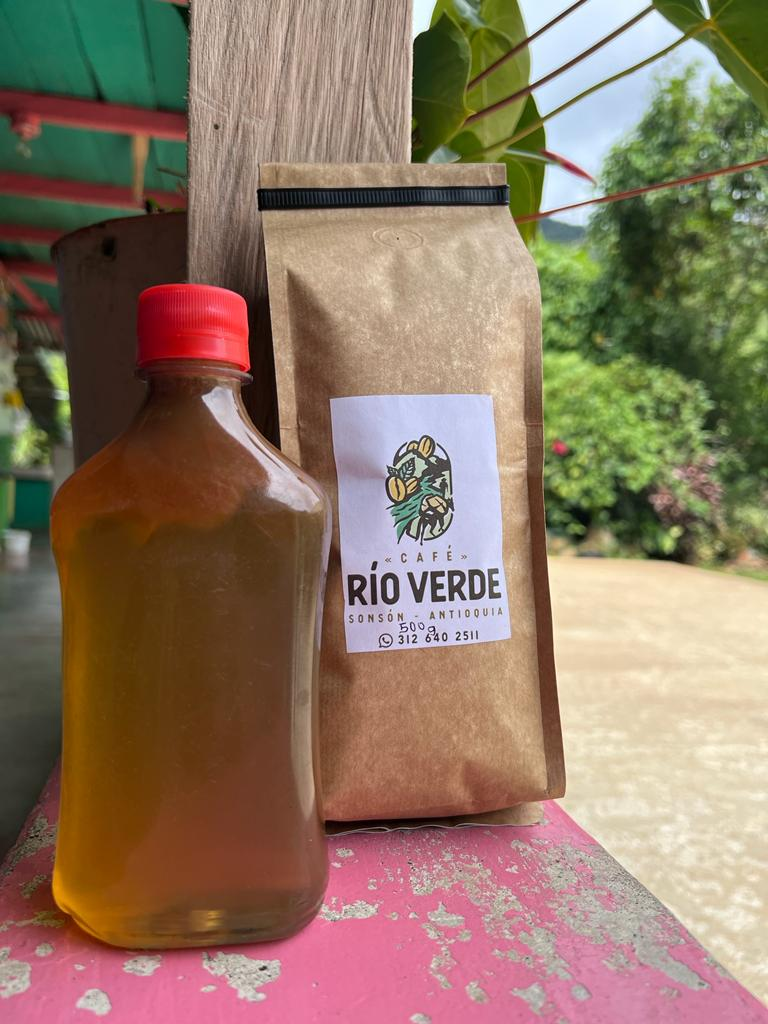 « CAFÉ »
RÍO VERDE
SONSÓN - ANTIOQUIA
500g
312 640 2511